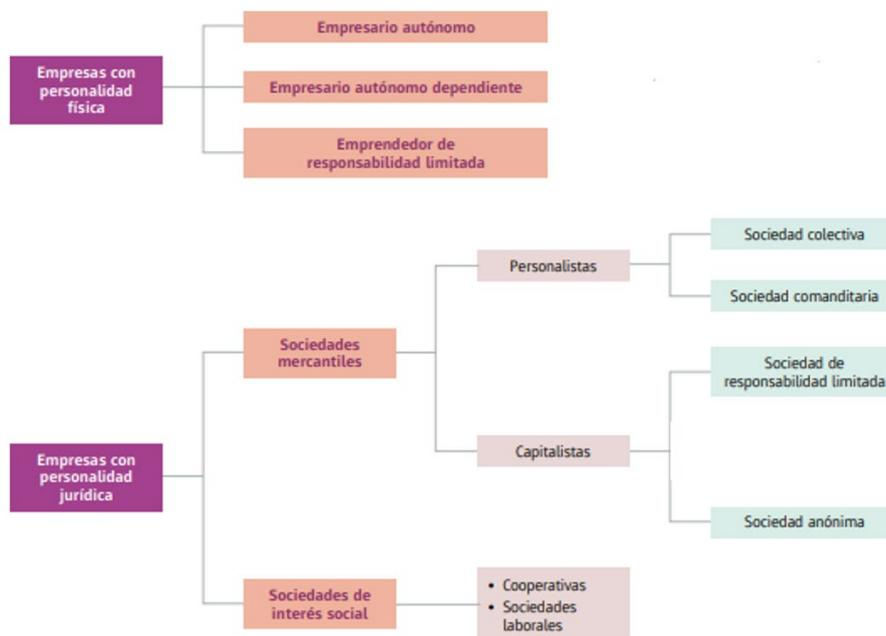 Empresario autónomo
Empresas con
personalidad
física
Empresario autónomo dependiente
Emprendedor de
responsabilidad limitada
Sociedad colectiva
Personalistas
Sociedad comanditaria
Sociedades
mercantiles
Sociedad de
responsabilidad limitada
Empresas con
personalidad
jurídica
Capitalistas
Sociedad anónima
Sociedades de
interés social
• Cooperativas
• Sociedades
laborales